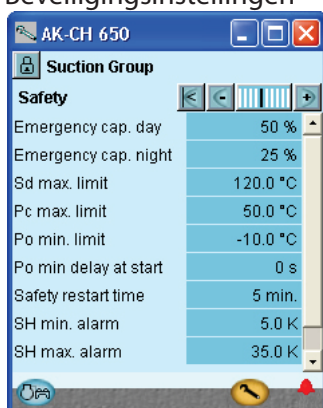 Beveiligingsinstellingen
AK-CH 650
Suction Group
Safety
Emergency cap. day 50 %
Emergency cap. night 25 %
Sd max. limit 120.0 °C
Pc max. limit 50.0 °C
Po min. limit -10.0 °C
Po min delay at start 0 s
Safety restart time 5 min.
SH min. alarm 5.0 K
SH max. alarm 35.0 K